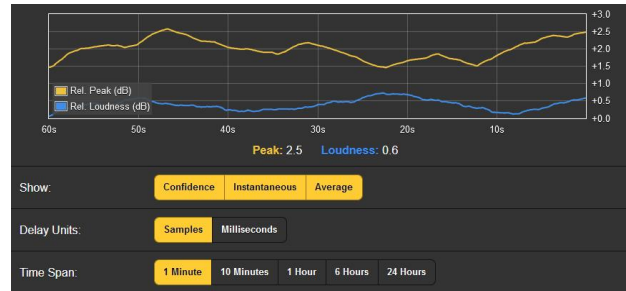 +3.0
+2.5
+2.0
+1.5
+1.0
+0.5
+0.0
Rel. Peak (dB)
Rel. Loudness (dB)
60s 50s 40s 30s 20s 10s
Peak: 2.5 Loudness: 0.6
Show: Confidence Instantaneous Average
Delay Units: Samples Milliseconds
Time Span: 1 Minute 10 Minutes 1 Hour 6 Hours 24 Hours